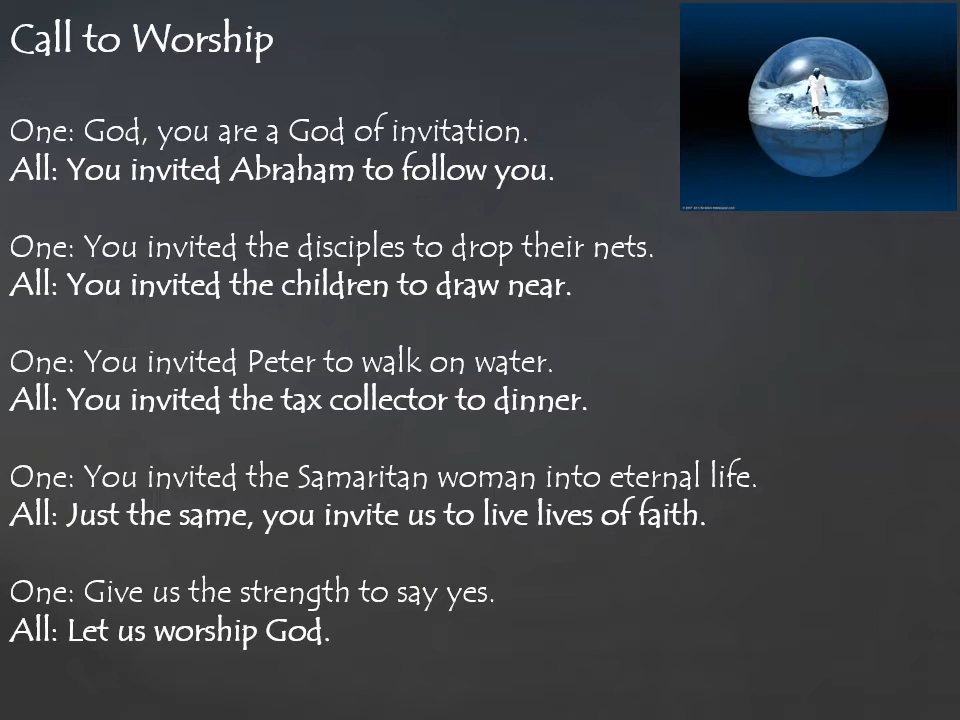 Call to Worship
One: God, you are a God of invitation.
All: You invited Abraham to follow you.
One: You invited the disciples to drop their nets.
All: You invited the children to draw near.
One: You invited Peter to walk on water.
All: You invited the tax collector to dinner.
One: You invited the Samaritan woman into eternal life.
All: Just the same, you invite us to live lives of faith.
One: Give us the strength to say yes.
All: Let us worship God.